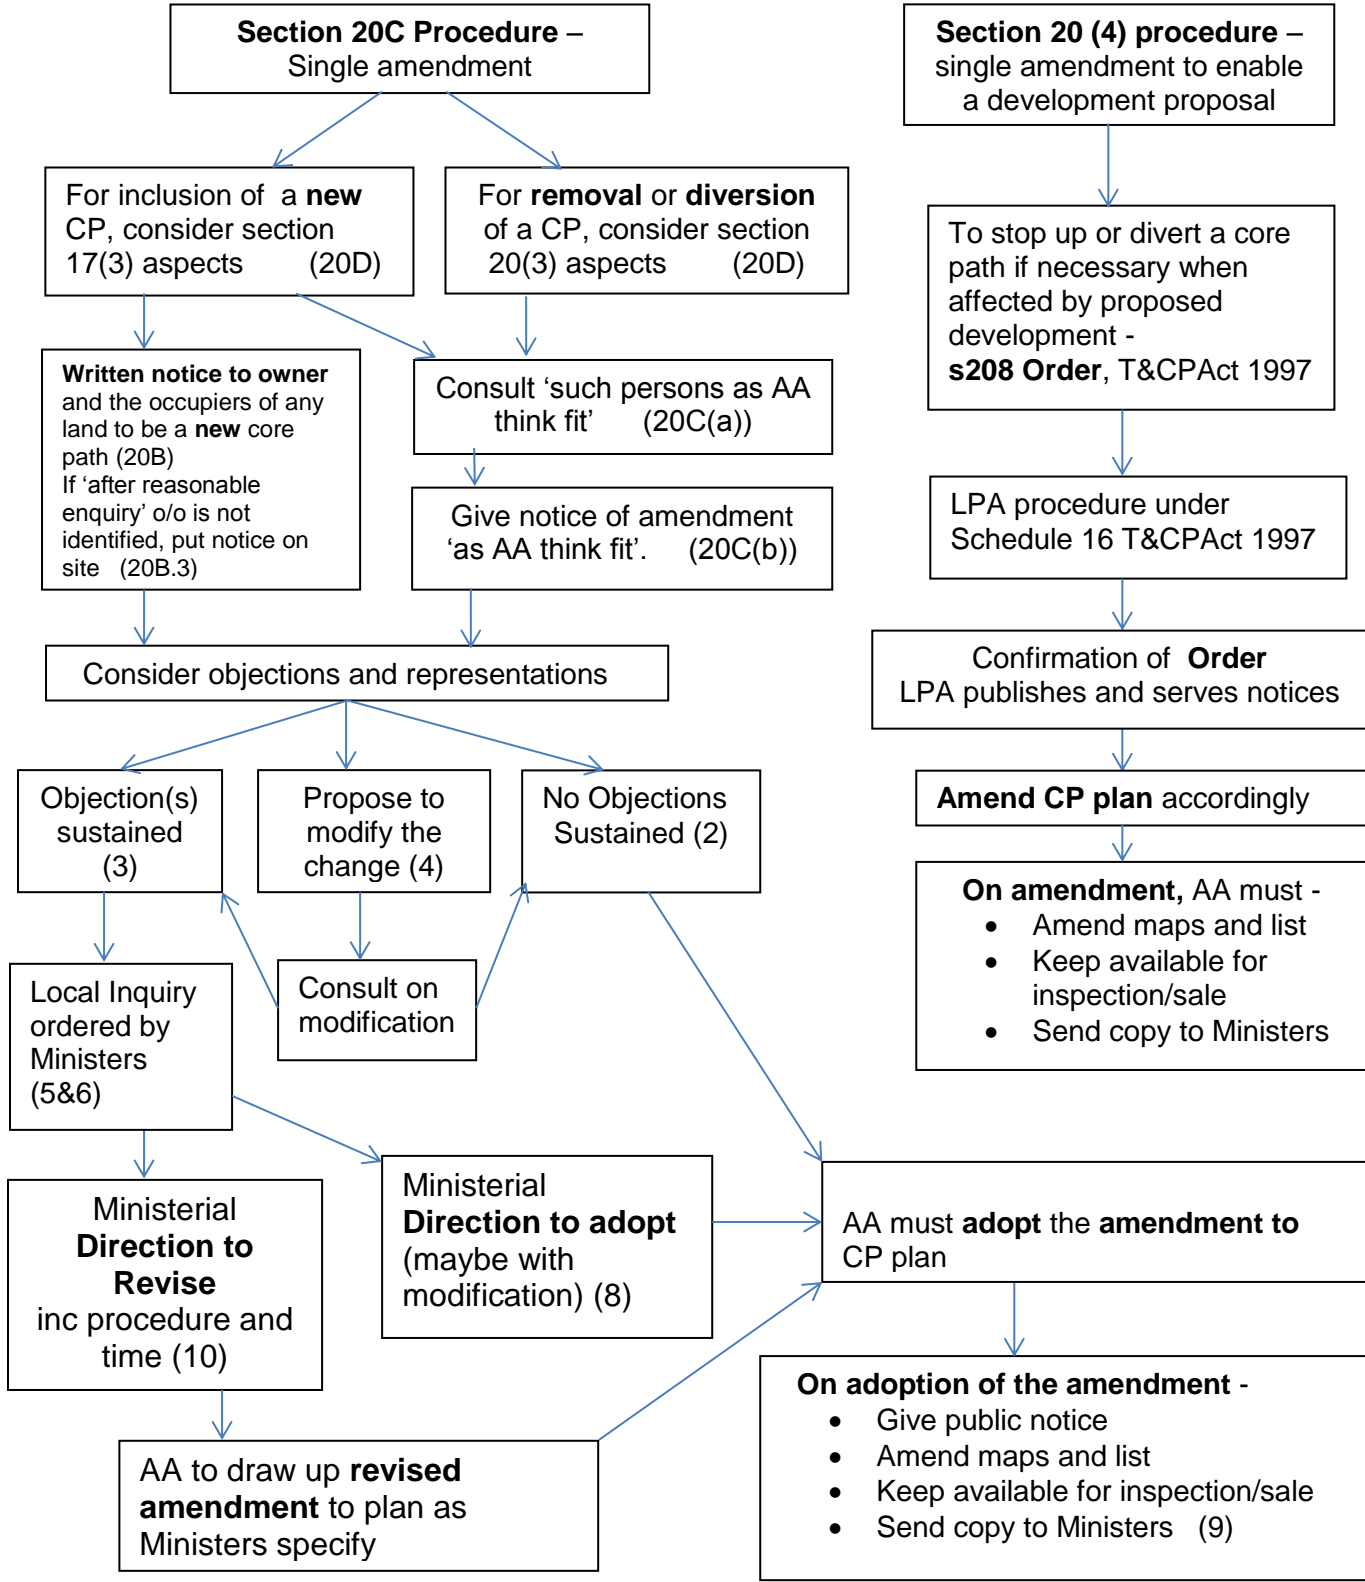 Section 20C Procedure –
Single amendment
Section 20 (4) procedure –
single amendment to enable
a development proposal
For inclusion of a new
CP, consider section
17(3) aspects (20D)
For removal or diversion
of a CP, consider section
20(3) aspects (20D)
To stop up or divert a core
path if necessary when
affected by proposed
development -
s208 Order, T&CPAct 1997
Written notice to owner
and the occupiers of any
land to be a new core
path (20B)
If ‘after reasonable
enquiry’ o/o is not
identified, put notice on
site (20B.3)
Consult ‘such persons as AA
think fit’ (20C(a))
Give notice of amendment
‘as AA think fit’. (20C(b))
LPA procedure under
Schedule 16 T&CPAct 1997
Consider objections and representations
Confirmation of Order
LPA publishes and serves notices
Objection(s)
sustained
(3)
Propose to
modify the
change (4)
No Objections
Sustained (2)
Amend CP plan accordingly
On amendment, AA must -
• Amend maps and list
• Keep available for
inspection/sale
• Send copy to Ministers
Local Inquiry
ordered by
Ministers
(5&6)
Consult on
modification
Ministerial
Direction to
Revise
inc procedure and
time (10)
Ministerial
Direction to adopt
(maybe with
modification) (8)
AA must adopt the amendment to
CP plan
AA to draw up revised
amendment to plan as
Ministers specify
On adoption of the amendment -
• Give public notice
• Amend maps and list
• Keep available for inspection/sale
• Send copy to Ministers (9)